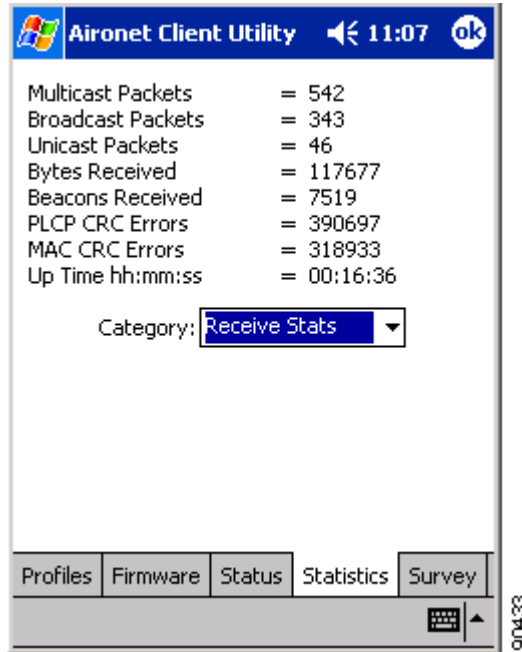 Aironet Client Utility 11:07 ok
Multicast Packets = 542
Broadcast Packets = 343
Unicast Packets = 46
Bytes Received = 117677
Beacons Received = 7519
PLCP CRC Errors = 390697
MAC CRC Errors = 318933
Up Time hh:mm:ss = 00:16:36
Category: Receive Stats
Profiles Firmware Status Statistics Survey
90433